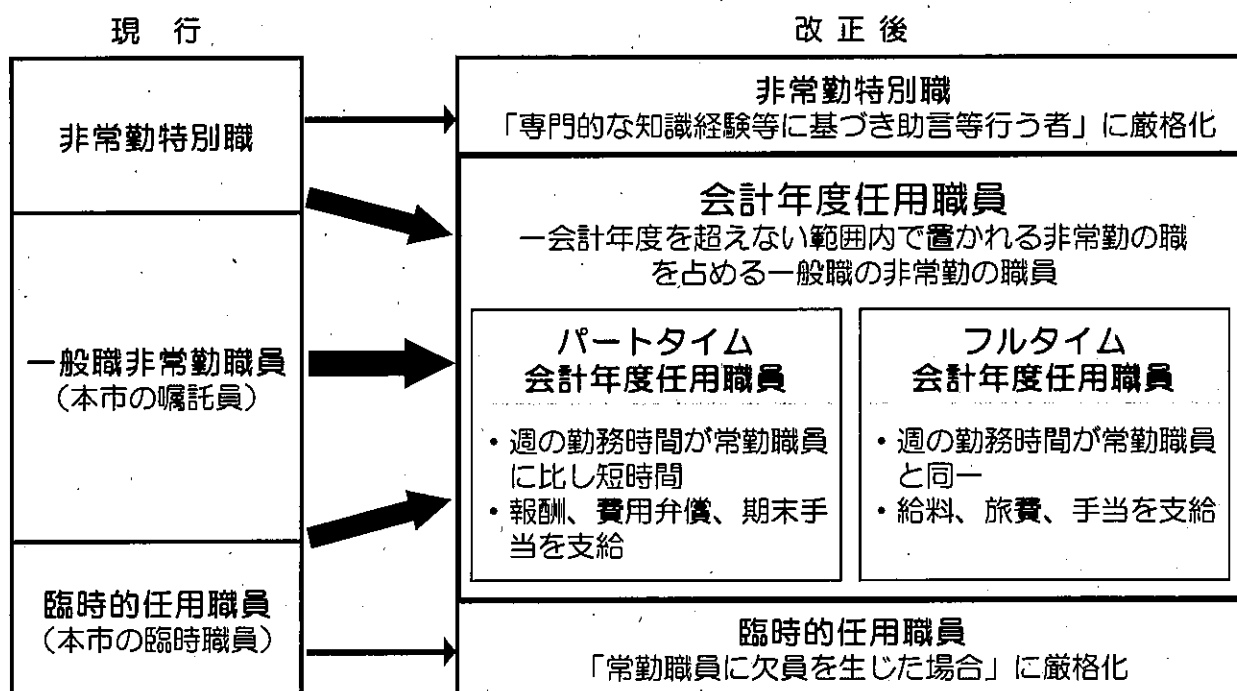 現 行
非常勤特別職
一般職非常勤職員
（本市の嘱託員）
臨時的任用職員
（本市の臨時職員）
改正後
非常勤特別職
「専門的な知識経験等に基づき助言等行う者」に厳格化
会計年度任用職員
一会計年度を超えない範囲内で置かれる非常勤の職
を占める一般職の非常勤の職員
パートタイム
会計年度任用職員
・週の勤務時間が常勤職員
に比し短時間
・報酬、費用弁償、期末手
当を支給
フルタイム
会計年度任用職員
・週の勤務時間が常勤職員
と同一
・給料、旅費、手当を支給
臨時的任用職員
「常勤職員に欠員を生じた場合」に厳格化